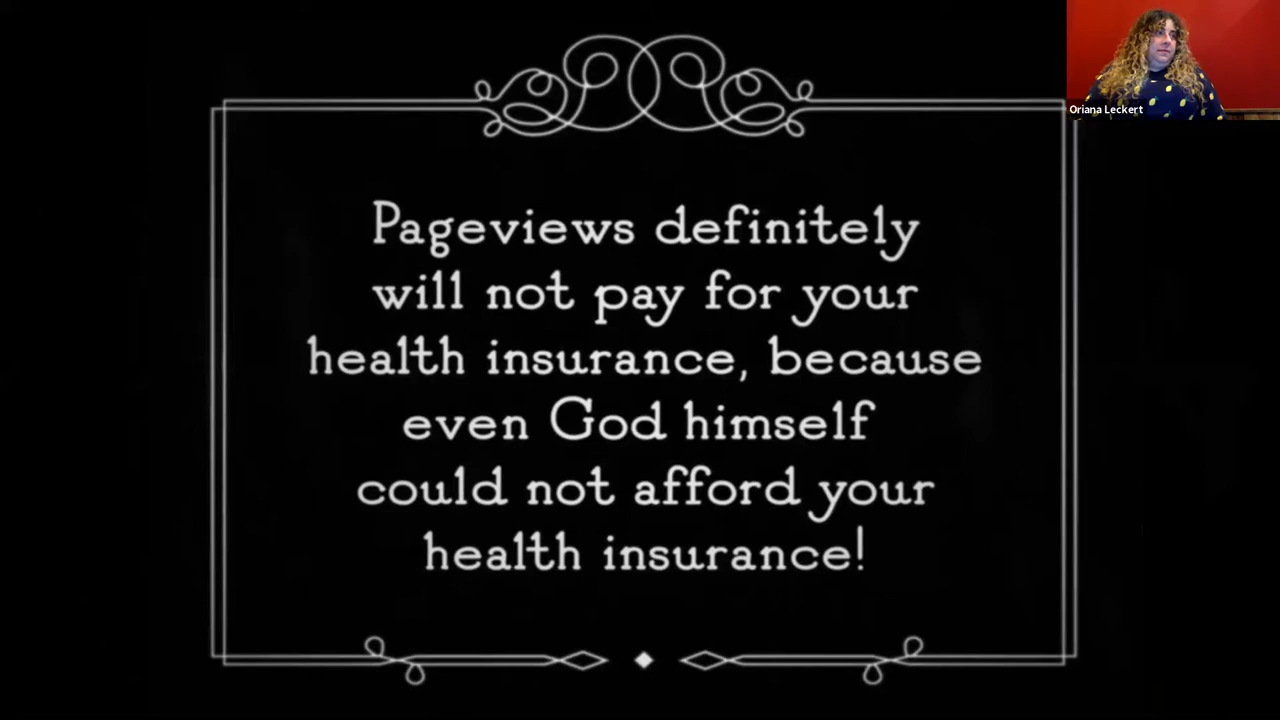 Oriana Leckert
Pageviews definitely
will not pay for your
health insurance, because
even God himself
could not afford your
health insurance!